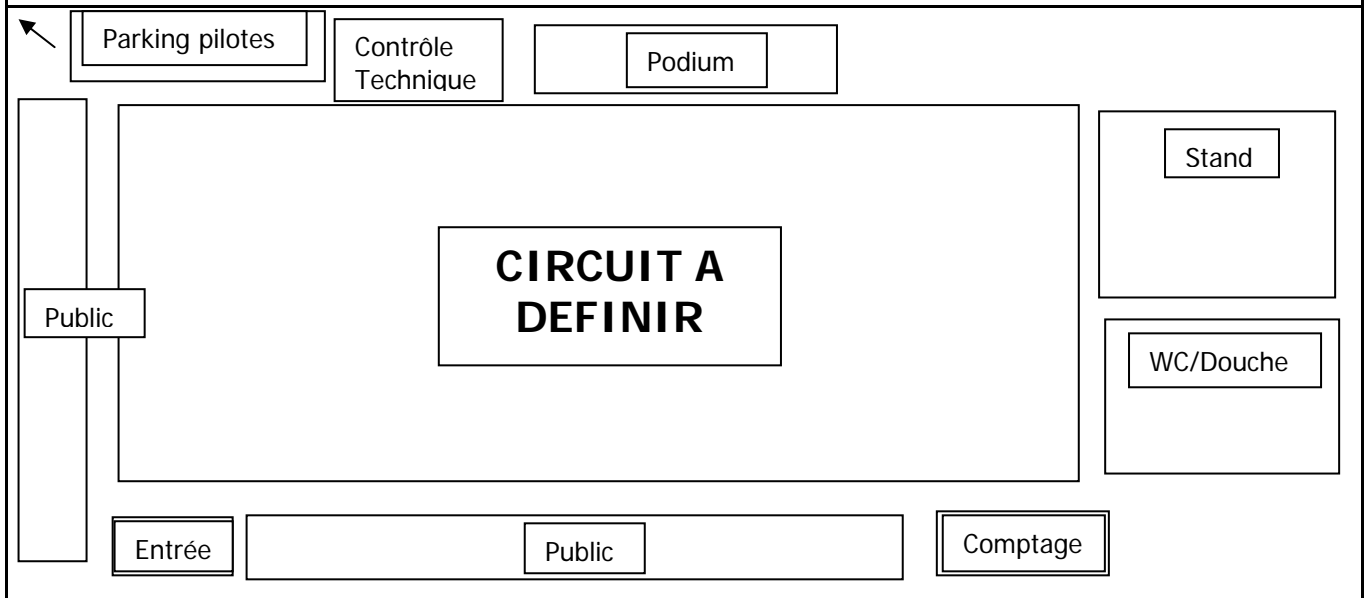 Parking pilotes
Contrôle
Technique
Podium
Stand
CIRCUIT A
DEFINIR
Public
WC/Douche
Entrée
Public
Comptage